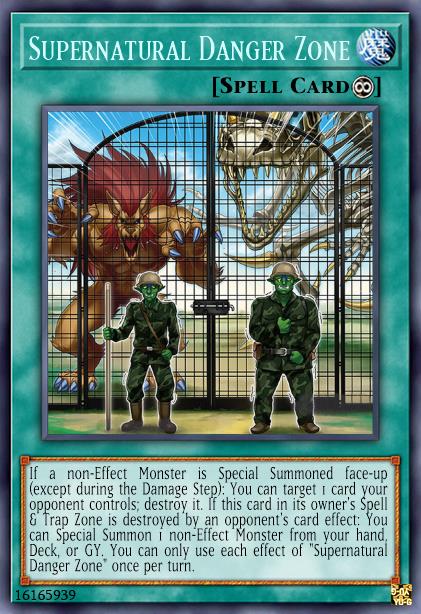 Supernatural Danger Zone
魔
[Spell Card]
If a non-Effect Monster is Special Summoned face-up
(except during the Damage Step): You can target 1 card your
opponent controls; destroy it. If this card in its owner's Spell
& Trap Zone is destroyed by an opponent's card effect: You
can Special Summon 1 non-Effect Monster from your hand,
Deck, or GY. You can only use each effect of "Supernatural
Danger Zone" once per turn.
16165939